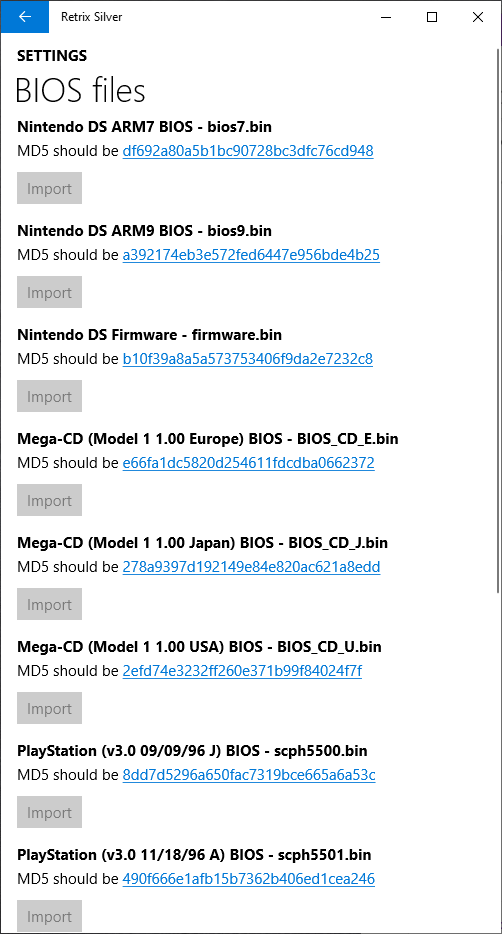 Retrix Silver
SETTINGS
BIOS files
Nintendo DS ARM7 BIOS - bios7.bin
MD5 should be df692a80a5b1bc90728bc3dfc76cd948
Import
Nintendo DS ARM9 BIOS - bios9.bin
MD5 should be a392174eb3e572fed6447e956bde4b25
Import
Nintendo DS Firmware - firmware.bin
MD5 should be b10f39a8a5a573753406f9da2e7232c8
Import
Mega-CD (Model 1 1.00 Europe) BIOS - BIOS_CD_E.bin
MD5 should be e66fa1dc5820d254611fdcdba0662372
Import
Mega-CD (Model 1 1.00 Japan) BIOS - BIOS_CD_J.bin
MD5 should be 278a9397d192149e84e820ac621a8edd
Import
Mega-CD (Model 1 1.00 USA) BIOS - BIOS_CD_U.bin
MD5 should be 2efd74e3232ff260e371b99f84024f7f
Import
PlayStation (v3.0 09/09/96 J) BIOS - scph5500.bin
MD5 should be 8dd7d5296a650fac7319bce665a6a53c
Import
PlayStation (v3.0 11/18/96 A) BIOS - scph5501.bin
MD5 should be 490f666e1afb15b7362b406ed1cea246
Import